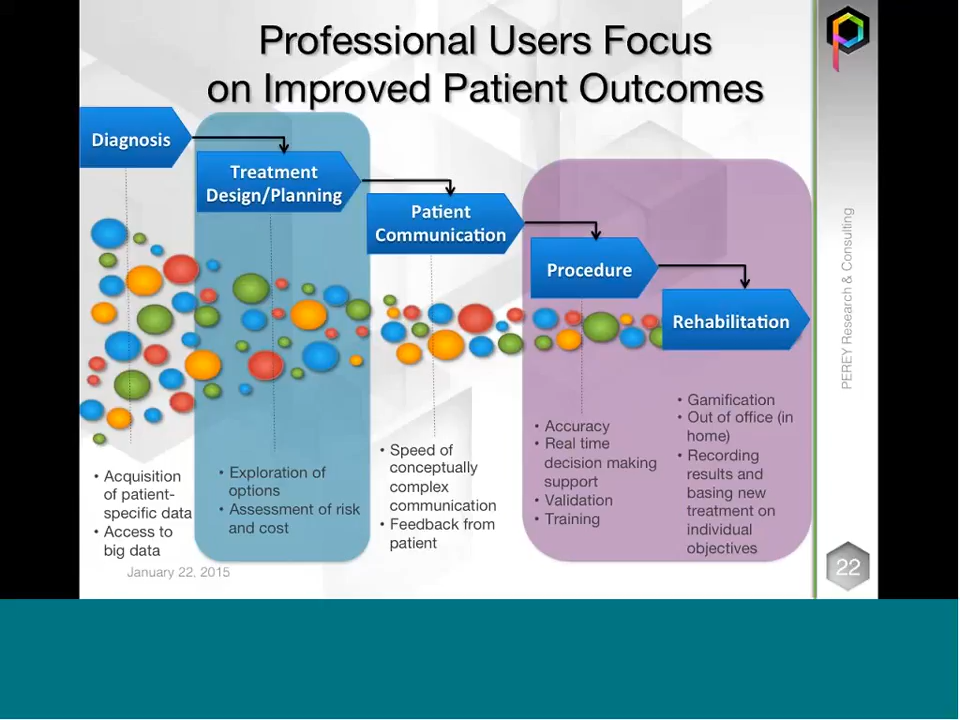 Professional Users Focus
on Improved Patient Outcomes
Diagnosis
Treatment
Design/Planning
Patient
Communication
Procedure
Rehabilitation
• Acquisition
of patient-
specific data
• Access to
big data
• Exploration of
options
• Assessment of risk
and cost
• Speed of
conceptually
complex
communication
• Feedback from
patient
• Accuracy
• Real time
decision making
support
• Validation
• Training
• Gamification
• Out of office (in
home)
• Recording
results and
basing new
treatment on
individual
objectives
January 22, 2015
PEREY Research & Consulting
22